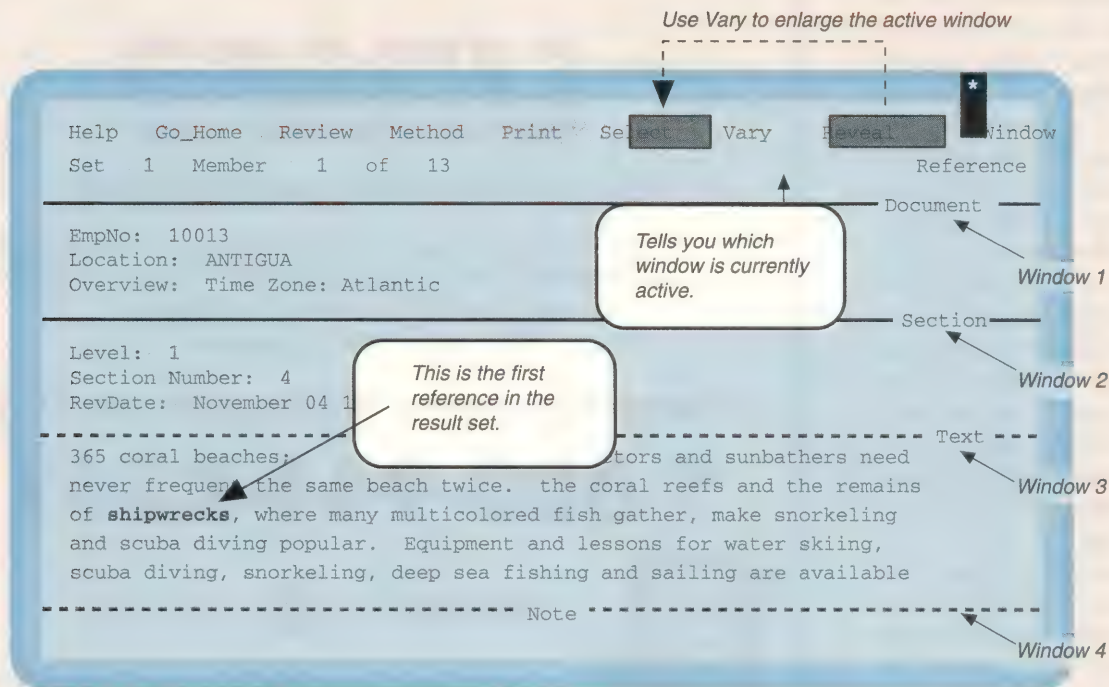 Use Vary to enlarge the active window
*
Help Go_Home Review Method Print Select Vary Reveal Window
Set 1 Member 1 of 13 Reference
Document
EmpNo: 10013
Location: ANTIGUA
Overview: Time Zone: Atlantic
Tells you which
window is currently
active.
Window 1
Section
Level: 1
Section Number: 4
RevDate: November 04 1
This is the first
reference in the
result set.
Window 2
Text
365 coral beaches; tors and sunbathers need
never frequent the same beach twice. the coral reefs and the remains
of shipwrecks, where many multicolored fish gather, make snorkeling
and scuba diving popular. Equipment and lessons for water skiing,
scuba diving, snorkeling, deep sea fishing and sailing are available
Window 3
Note
Window 4